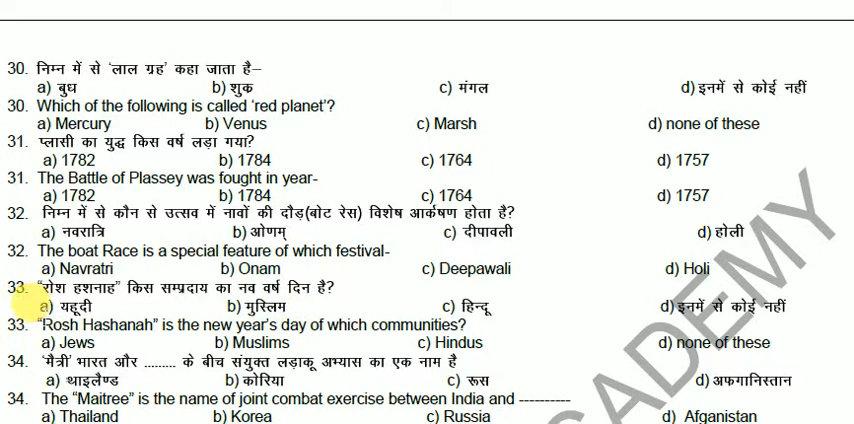 30. निम्न में से 'लाल ग्रह' कहा जाता है–
a) बुध b) शुक c) मंगल d) इनमें से कोई नहीं
30. Which of the following is called 'red planet'?
a) Mercury b) Venus c) Marsh d) none of these
31. प्लासी का युद्ध किस वर्ष लड़ा गया?
a) 1782 b) 1784 c) 1764 d) 1757
31. The Battle of Plassey was fought in year-
a) 1782 b) 1784 c) 1764 d) 1757
32. निम्न में से कौन से उत्सव में नावों की दौड़(बोट रेस) विशेष आर्कषण होता है?
a) नवरात्रि b) ओणम् c) दीपावली d) होली
32. The boat Race is a special feature of which festival-
a) Navratri b) Onam c) Deepawali d) Holi
33. "रोश हशनाह" किस सम्प्रदाय का नव वर्ष दिन है?
a) यहूदी b) मुस्लिम c) हिन्दू d) इनमें से कोई नहीं
33. "Rosh Hashanah" is the new year's day of which communities?
a) Jews b) Muslims c) Hindus d) none of these
34. 'मैत्री' भारत और ......... के बीच संयुक्त लड़ाकू अभ्यास का एक नाम है
a) थाइलैण्ड b) कोरिया c) रूस d) अफगानिस्तान
34. The "Maitree" is the name of joint combat exercise between India and ----------
a) Thailand b) Korea c) Russia d) Afganistan
CADEMY